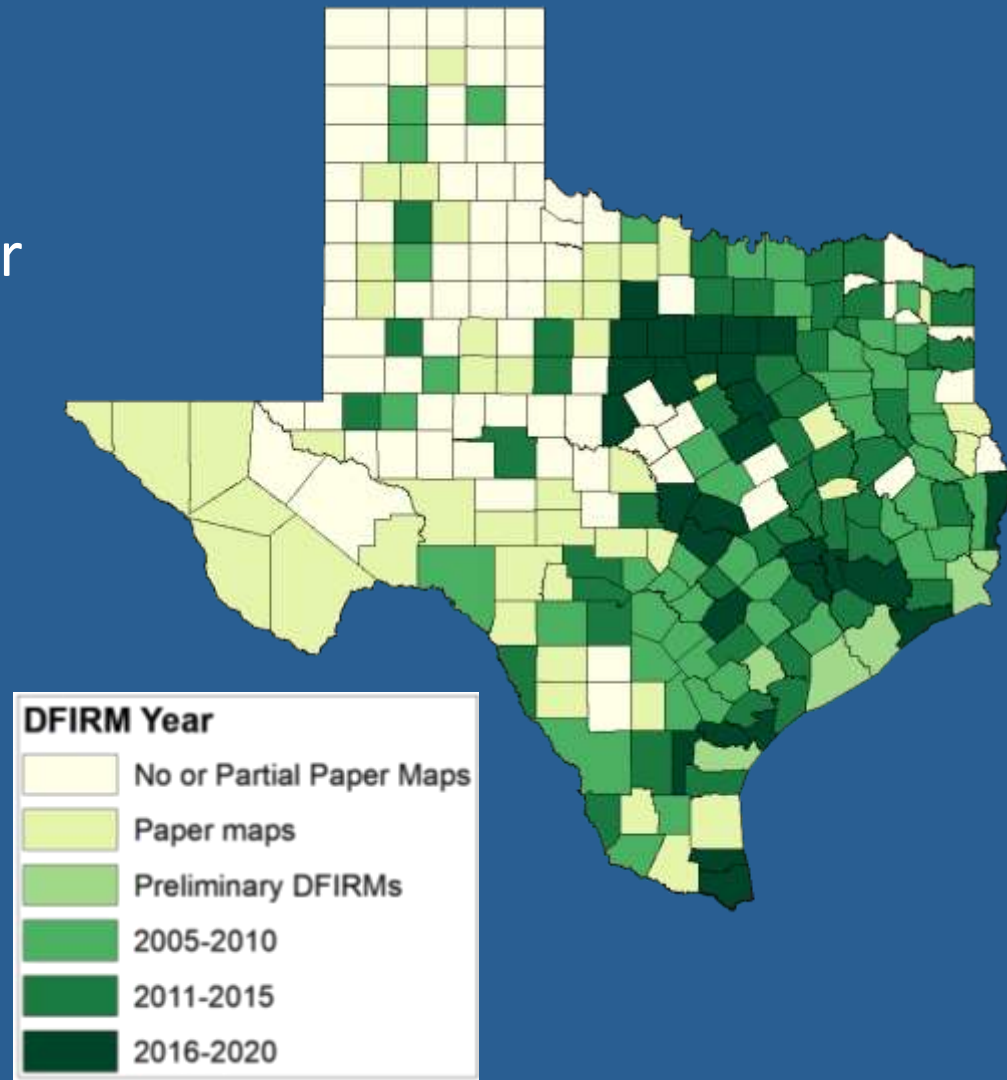 r
DFIRM Year
No or Partial Paper Maps
Paper maps
Preliminary DFIRMs
2005-2010
2011-2015
2016-2020